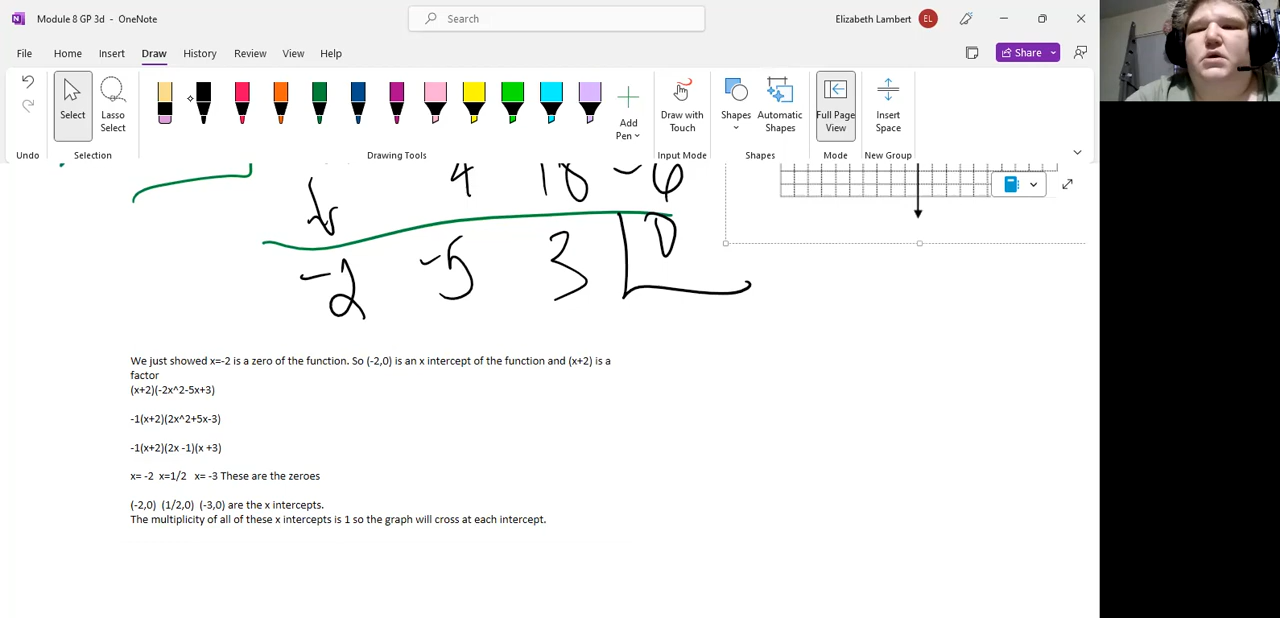 Module 8 GP 3d - OneNote
Search
Elizabeth Lambert EL
File Home Insert Draw History Review View Help
Share
Undo
Select
Lasso Select
Add Pen
Draw with Touch
Shapes
Automatic Shapes
Full Page View
Insert Space
Selection
Drawing Tools
Input Mode
Shapes
Mode
New Group
4 10 -6
-2 -5 3 0
We just showed x=-2 is a zero of the function. So (-2,0) is an x intercept of the function and (x+2) is a
factor
(x+2)(-2x^2-5x+3)
-1(x+2)(2x^2+5x-3)
-1(x+2)(2x -1)(x +3)
x= -2 x=1/2 x= -3 These are the zeroes
(-2,0) (1/2,0) (-3,0) are the x intercepts.
The multiplicity of all of these x intercepts is 1 so the graph will cross at each intercept.